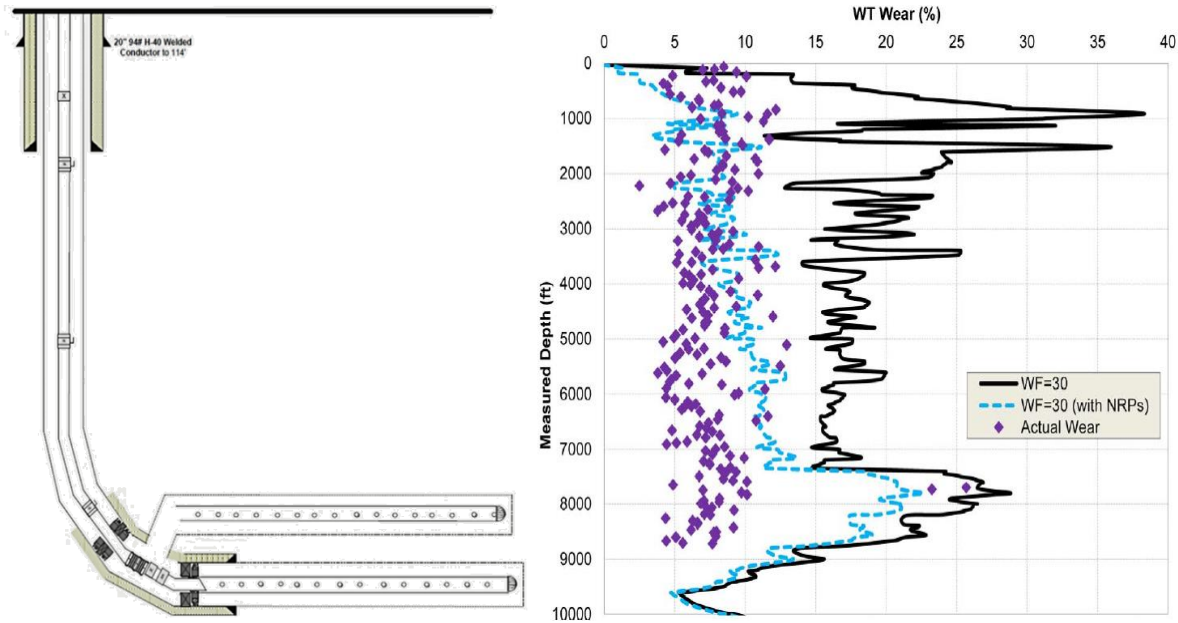 20" 94# H-40 Welded
Conductor to 114'
WT Wear (%)
0 5 10 15 20 25 30 35 40
Measured Depth (ft)
0
1000
2000
3000
4000
5000
6000
7000
8000
9000
10000
WF=30
WF=30 (with NRPs)
Actual Wear